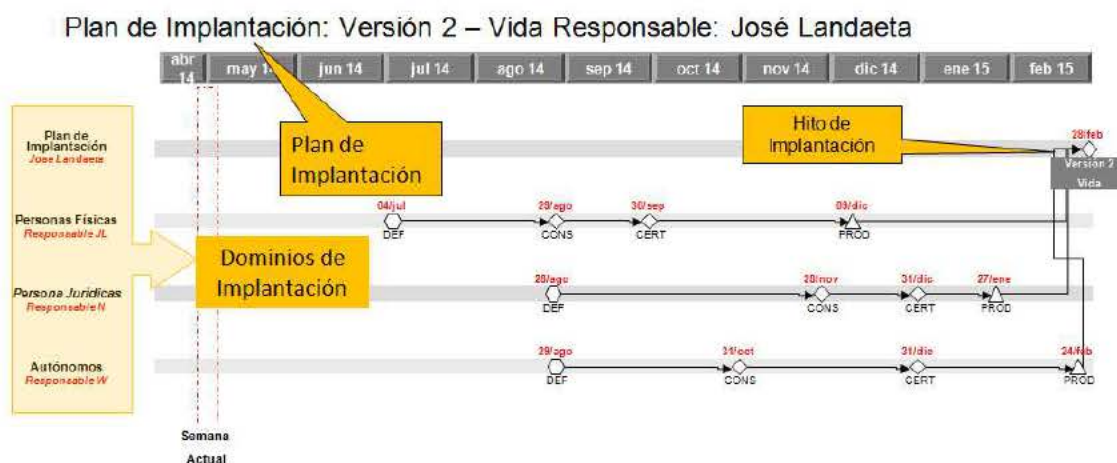 Plan de Implantación: Versión 2 – Vida Responsable: José Landaeta
abr 14
may 14
jun 14
jul 14
ago 14
sep 14
oct 14
nov 14
dic 14
ene 15
feb 15
Plan de
Implantación
Jose Landaeta
Plan de
Implantación
Hito de
Implantación
28/feb
Versión 2
Vida
Personas Físicas
Responsable JL
04/jul
DEF
29/ago
CONS
30/sep
CERT
09/dic
PROD
Dominios de
Implantación
Persona Jurídicas
Responsable N
28/ago
DEF
28/nov
CONS
31/dic
CERT
27/ene
PROD
Autónomos
Responsable W
29/ago
DEF
31/oct
CONS
31/dic
CERT
24/feb
PROD
Semana
Actual